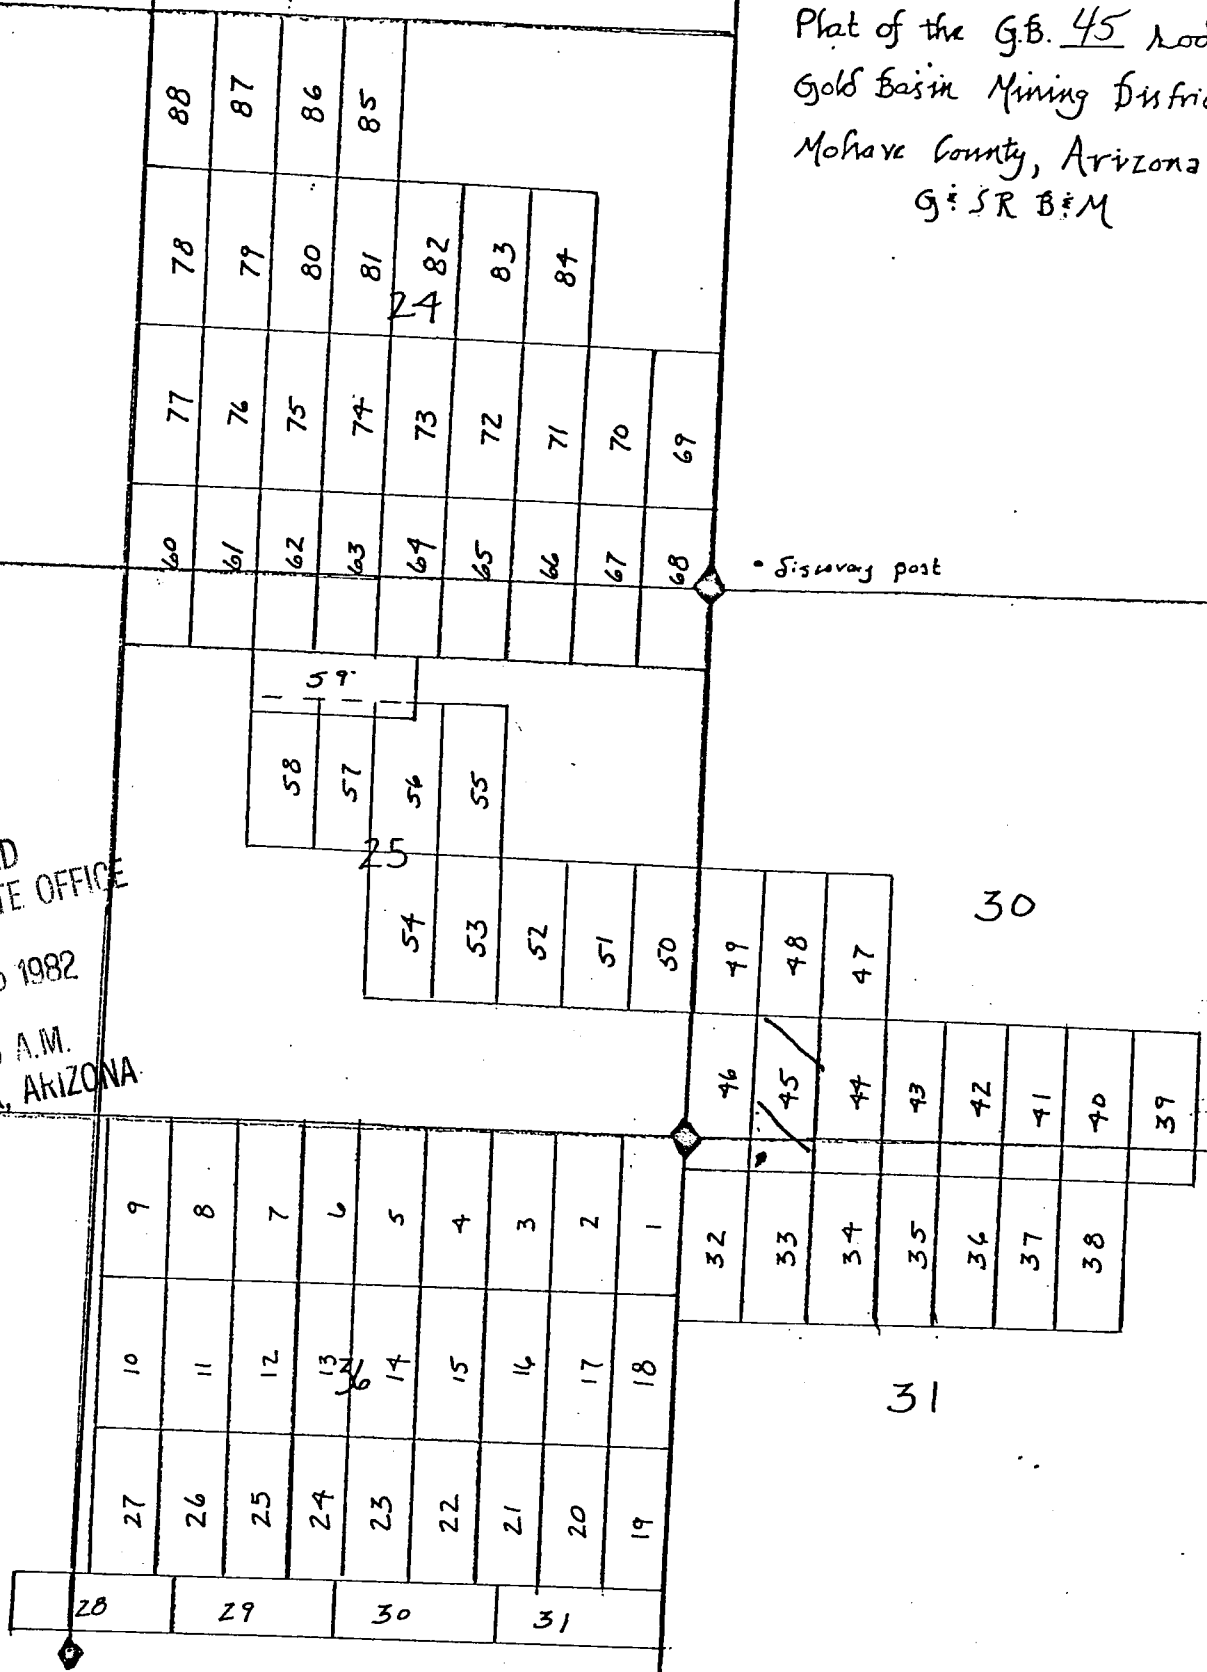 Plat of the G.B. 45
Gold Basin Mining
Mohave County, Arizona
G & SR B & M
88 87 86 85
78 79 80 81 82 83 84
24
77 76 75 74 73 72 71 70 69
60 61 62 63 64 65 66 67 68
• discovery post
59
58 57 56 55
25
OFFICE
30
54 53 52 51 50 49 48 47
1982
A.M.
ARIZONA
46 45 44 43 42 41 40 39
9 8 7 6 5 4 3 2 1
32 33 34 35 36 37 38
10 11 12 13 14 15 16 17 18
36
31
27 26 25 24 23 22 21 20 19
28 29 30 31